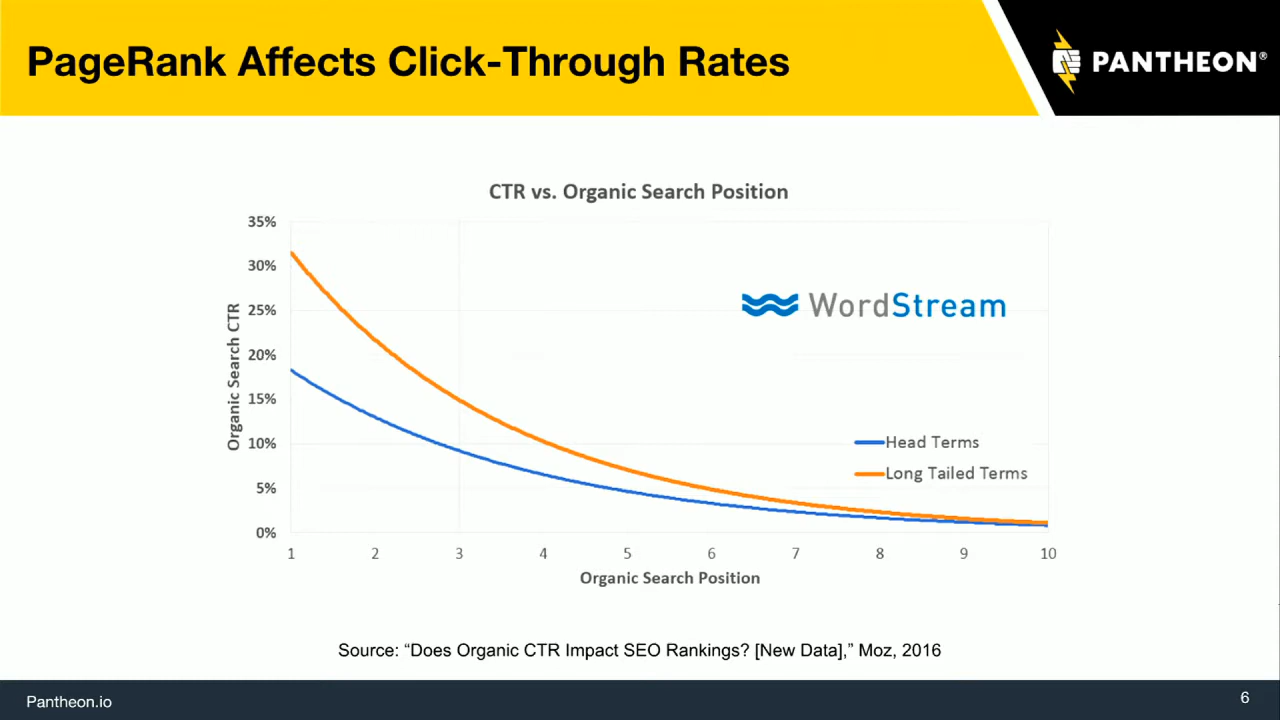 PageRank Affects Click-Through Rates
PANTHEON®
CTR vs. Organic Search Position
35%
30%
25%
20%
15%
10%
5%
0%
Organic Search CTR
WordStream
Head Terms
Long Tailed Terms
1 2 3 4 5 6 7 8 9 10
Organic Search Position
Source: “Does Organic CTR Impact SEO Rankings? [New Data],” Moz, 2016
Pantheon.io
6